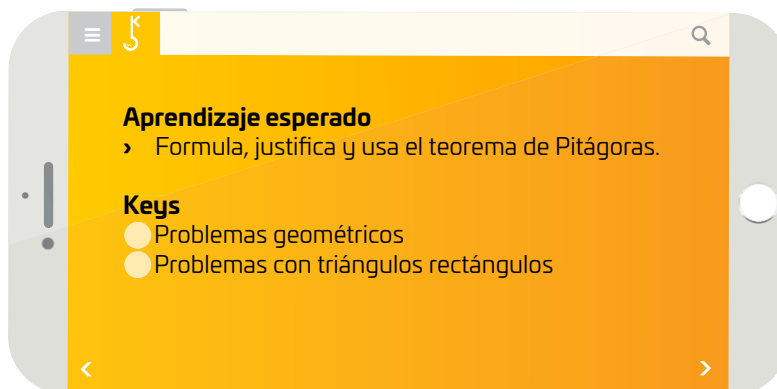 Aprendizaje esperado
› Formula, justifica y usa el teorema de Pitágoras.
Keys
Problemas geométricos
Problemas con triángulos rectángulos